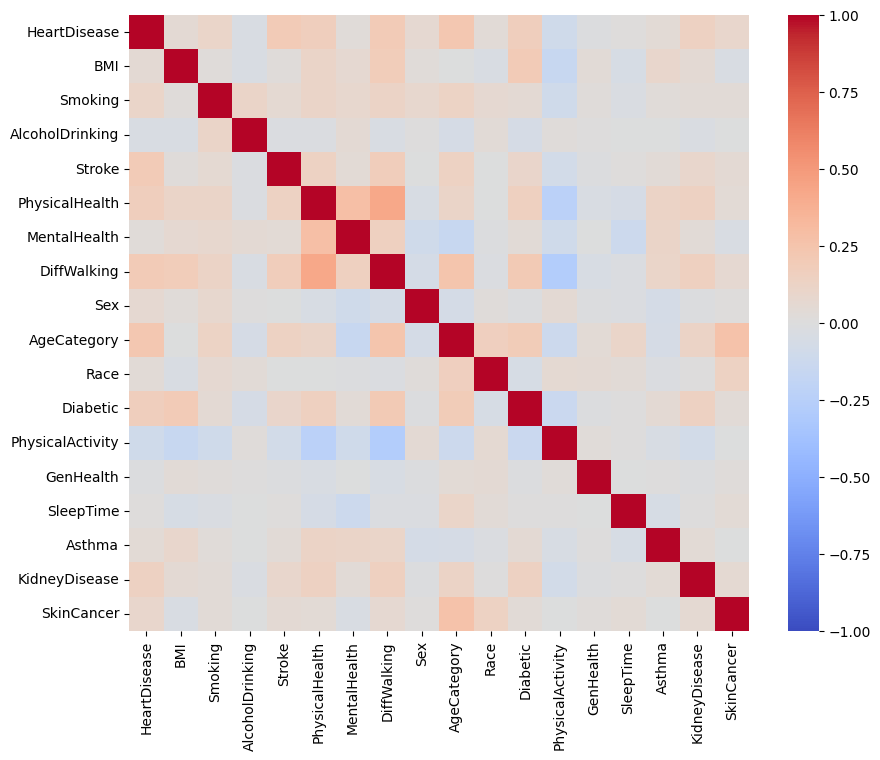 HeartDisease
BMI
Smoking
AlcoholDrinking
Stroke
PhysicalHealth
MentalHealth
DiffWalking
Sex
AgeCategory
Race
Diabetic
PhysicalActivity
GenHealth
SleepTime
Asthma
KidneyDisease
SkinCancer
HeartDisease
BMI
Smoking
AlcoholDrinking
Stroke
PhysicalHealth
MentalHealth
DiffWalking
Sex
AgeCategory
Race
Diabetic
PhysicalActivity
GenHealth
SleepTime
Asthma
KidneyDisease
SkinCancer
1.00
0.75
0.50
0.25
0.00
−0.25
−0.50
−0.75
−1.00